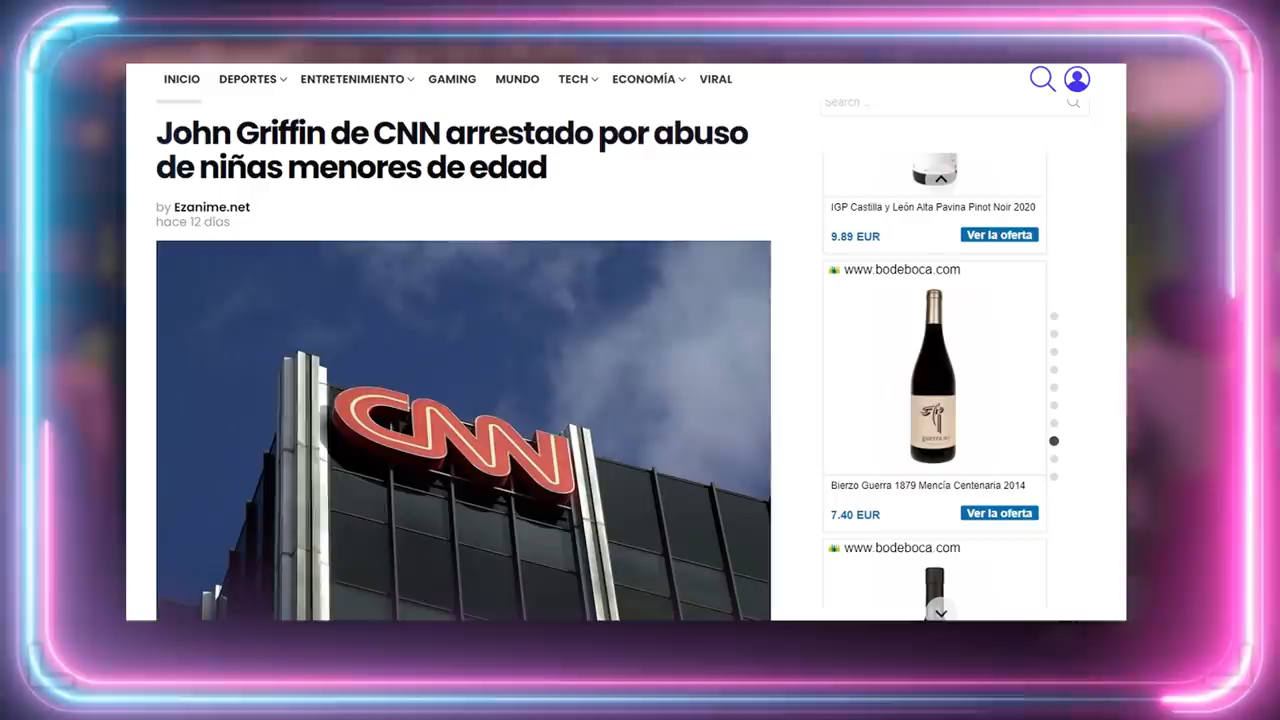 INICIO DEPORTES ENTRETENIMIENTO GAMING MUNDO TECH ECONOMÍA VIRAL
Search ...
John Griffin de CNN arrestado por abuso
de niñas menores de edad
by Ezanime.net
hace 12 días
CNN
IGP Castilla y León Alta Pavina Pinot Noir 2020
9.89 EUR Ver la oferta
www.bodeboca.com
guerra
Bierzo Guerra 1879 Mencía Centenaria 2014
7.40 EUR Ver la oferta
www.bodeboca.com